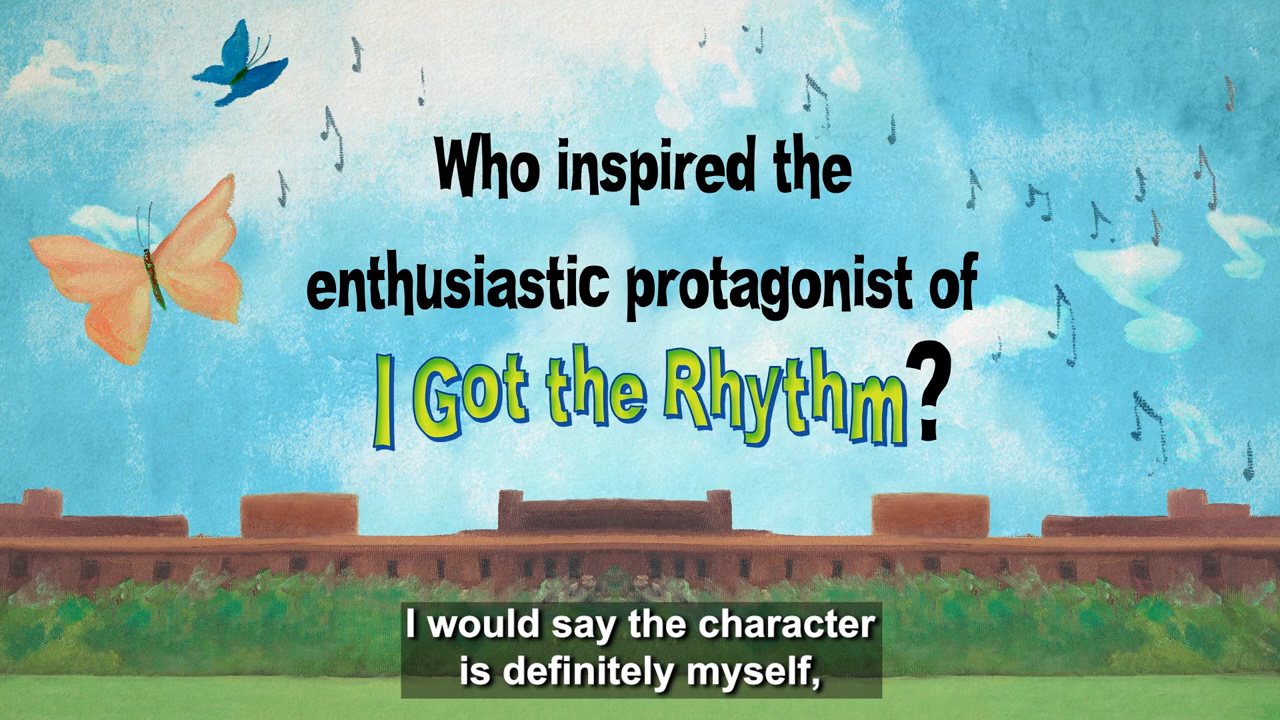 Who inspired the
enthusiastic protagonist of
I Got the Rhythm?
I would say the character
is definitely myself,